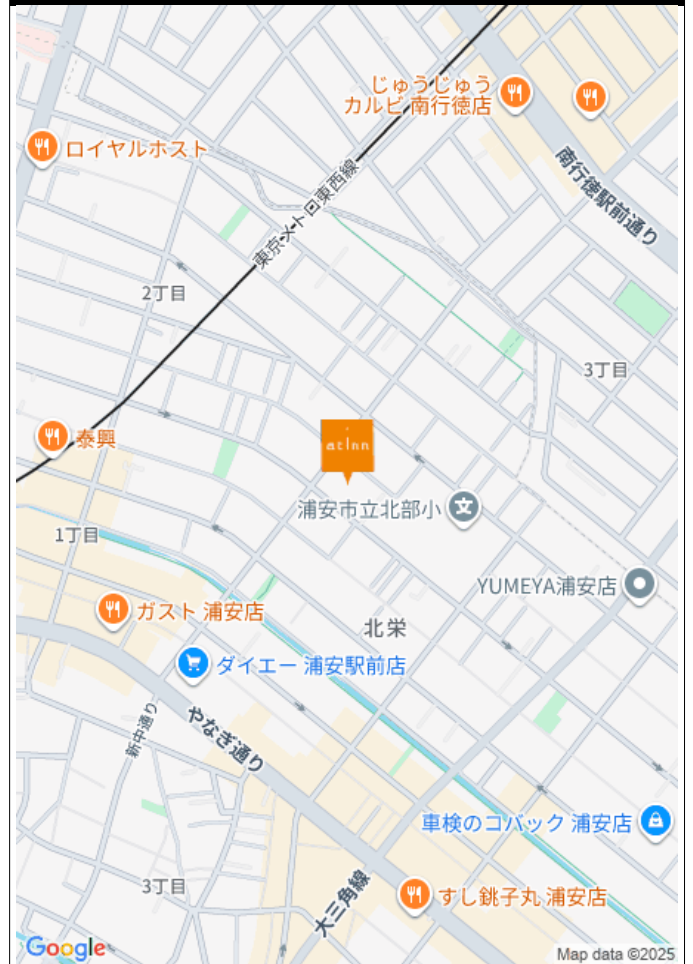 じゅうじゅう
カルビ 南行徳店
ロイヤルホスト
南行徳駅前通り
東京メトロ東西線
2丁目
3丁目
atinn
泰興
浦安市立北部小
文
1丁目
YUMEYA浦安店
ガスト 浦安店
北栄
ダイエー 浦安駅前店
新中通り
やなぎ通り
車検のコバック 浦安店
3丁目
大三角線
すし銚子丸 浦安店
Google
Map data ©2025